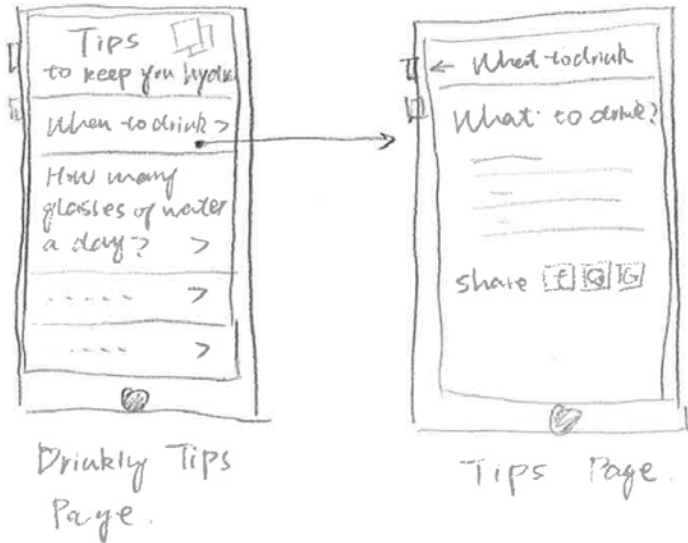 Tips
to keep you hydr
When to drink >
How many
glasses of water
a day? >
>
>
Drinkly Tips
Page.
← What to drink
What to drink?
share f G
Tips Page.